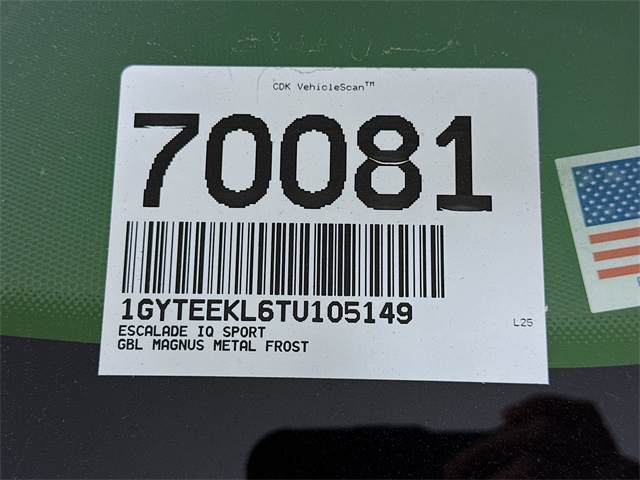 CDK VehicleScan™
70081
1GYTEEKL6TU105149
ESCALADE IQ SPORT
GBL MAGNUS METAL FROST
L25